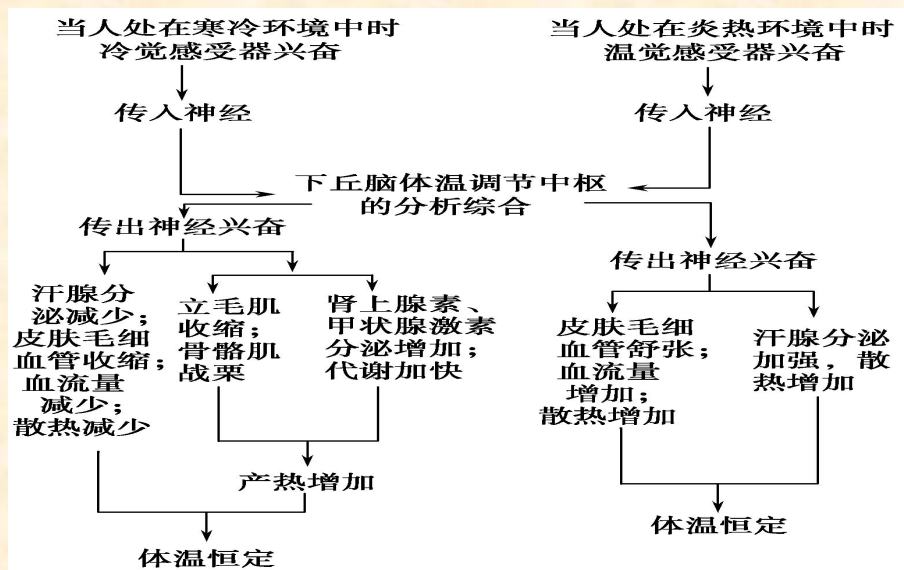 当人处在寒冷环境中时
冷觉感受器兴奋
传入神经
当人处在炎热环境中时
温觉感受器兴奋
传入神经
下丘脑体温调节中枢
的分析综合
传出神经兴奋
汗腺分
泌减少；
皮肤毛细
血管收缩；
血流量
减少；
散热减少
立毛肌
收缩；
骨骼肌
战栗
肾上腺素、
甲状腺激素
分泌增加；
代谢加快
产热增加
体温恒定
传出神经兴奋
皮肤毛细
血管舒张；
血流量
增加；
散热增加
汗腺分泌
加强，散
热增加
体温恒定